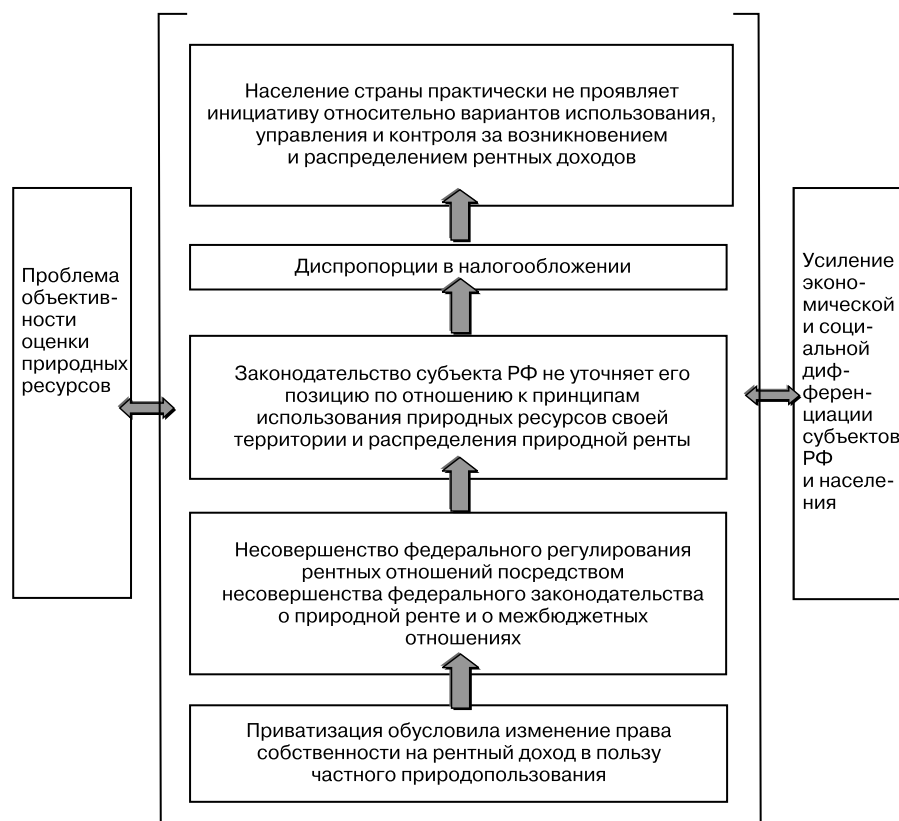 Население страны практически не проявляет
инициативу относительно вариантов использования,
управления и контроля за возникновением
и распределением рентных доходов
Диспропорции в налогообложении
Законодательство субъекта РФ не уточняет его
позицию по отношению к принципам
использования природных ресурсов своей
территории и распределения природной ренты
Несовершенство федерального регулирования
рентных отношений посредством
несовершенства федерального законодательства
о природной ренте и о межбюджетных
отношениях
Приватизация обусловила изменение права
собственности на рентный доход в пользу
частного природопользования
Проблема
объектив-
ности
оценки
природных
ресурсов
Усиление
эконо-
мической
и соци-
альной
диф-
ферен-
циации
субъектов
РФ
и населе-
ния